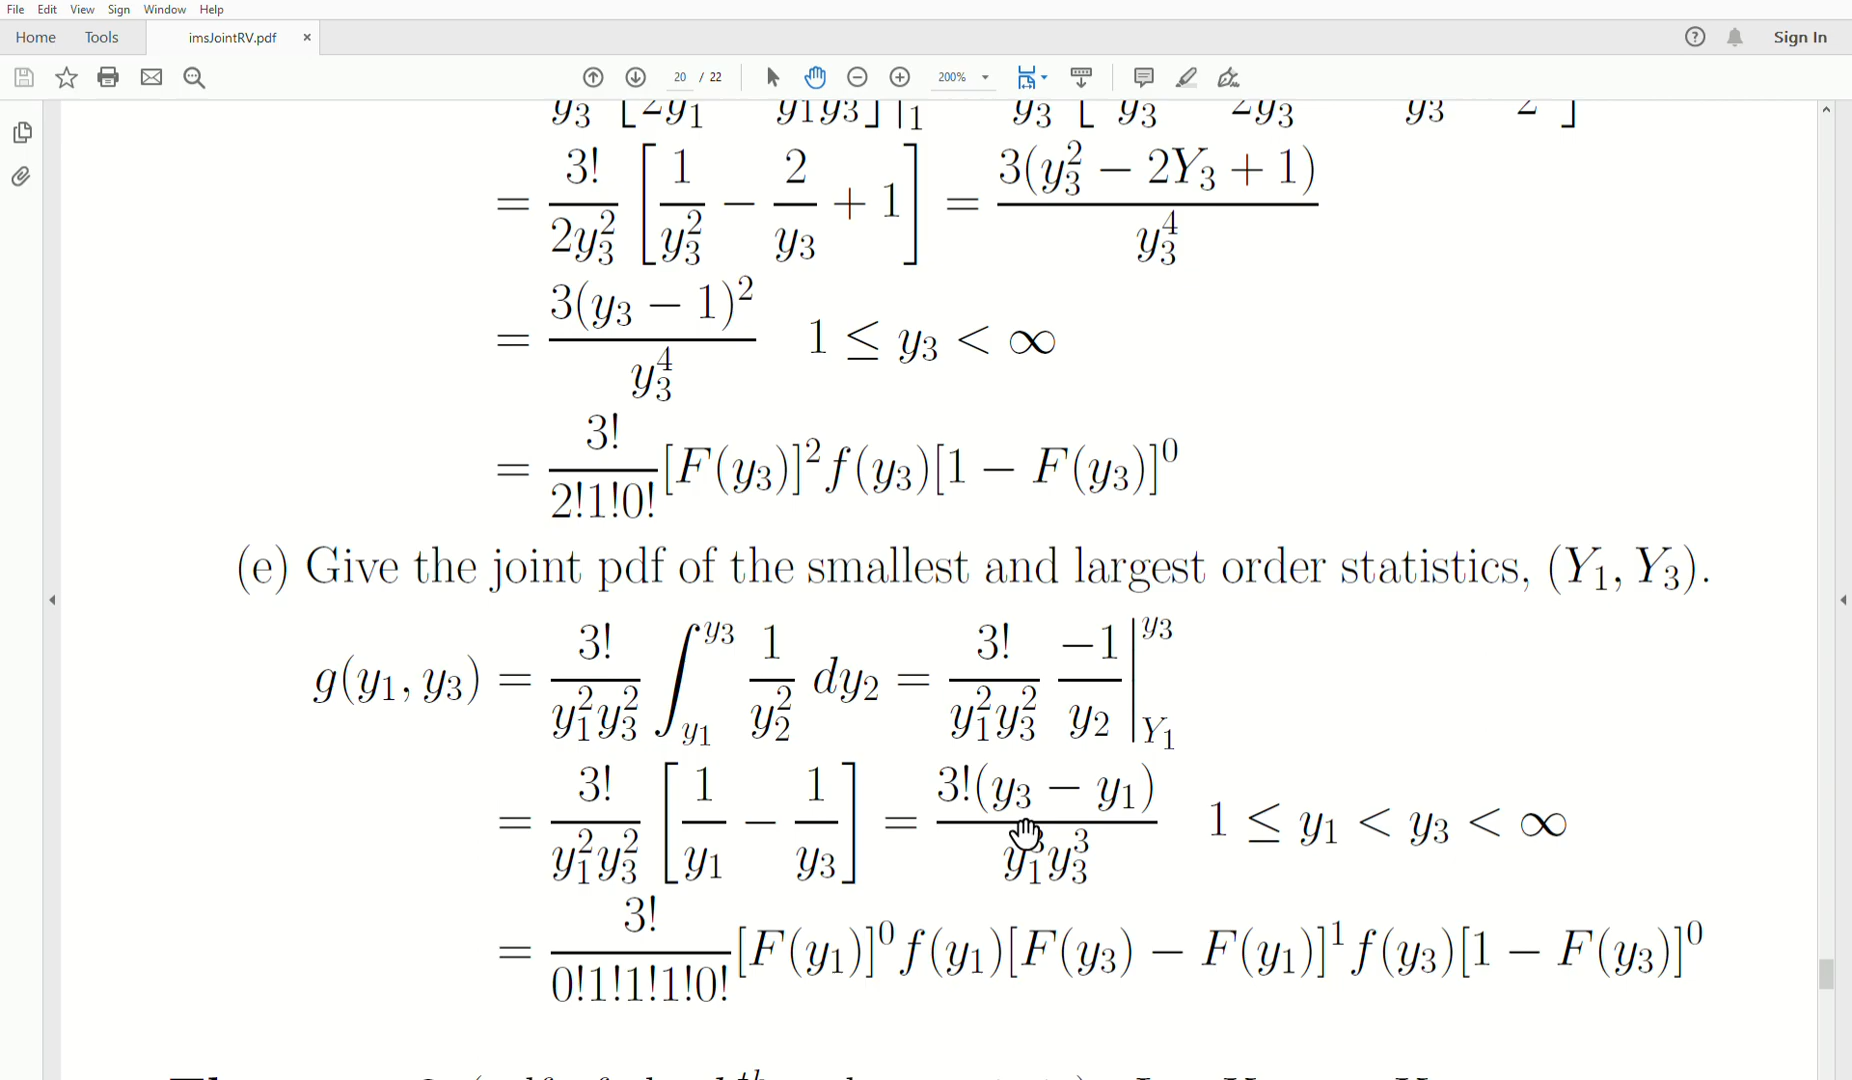 File Edit View Sign Window Help
Home Tools imsJointRV.pdf × Sign In
20 / 22 200%
= 3!/(2y₃²) [1/y₃² − 2/y₃ + 1] = 3(y₃² − 2Y₃ + 1)/y₃⁴
= 3(y₃ − 1)²/y₃⁴ 1 ≤ y₃ < ∞
= 3!/(2!1!0!) [F(y₃)]² f(y₃)[1 − F(y₃)]⁰
(e) Give the joint pdf of the smallest and largest order statistics, (Y₁, Y₃).
g(y₁, y₃) = 3!/(y₁²y₃²) ∫_{y₁}^{y₃} 1/y₂² dy₂ = 3!/(y₁²y₃²) −1/y₂ |_{Y₁}^{y₃}
= 3!/(y₁²y₃²) [1/y₁ − 1/y₃] = 3!(y₃ − y₁)/(y₁³y₃³) 1 ≤ y₁ < y₃ < ∞
= 3!/(0!1!1!1!0!) [F(y₁)]⁰ f(y₁)[F(y₃) − F(y₁)]¹ f(y₃)[1 − F(y₃)]⁰